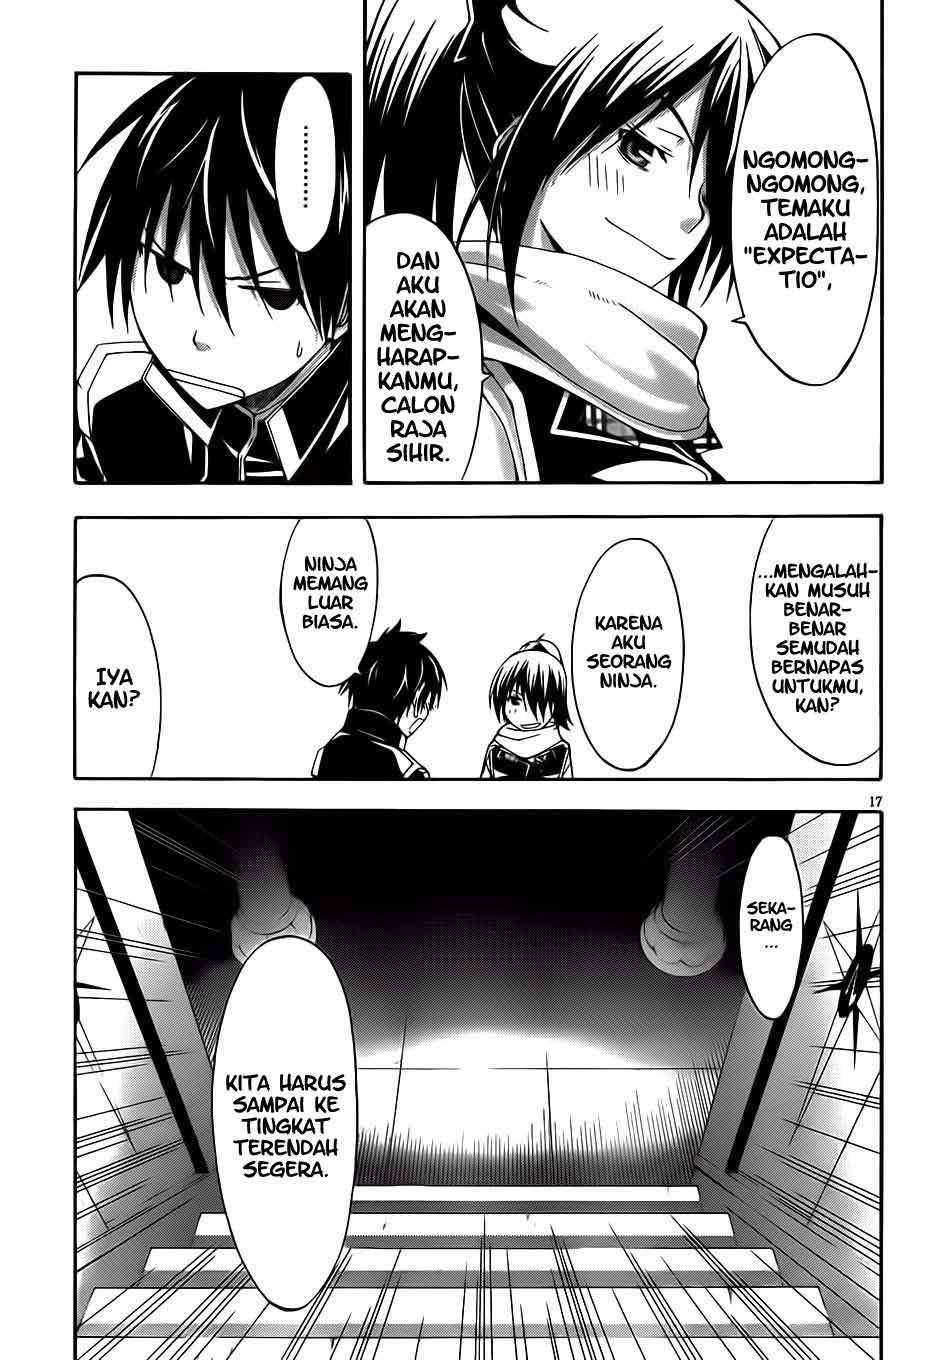 NGOMONG-
NGOMONG,
TEMAKU
ADALAH
"EXPECTA-
TIO",
DAN
AKU
AKAN
MENG-
HARAP-
KANMU,
CALON
RAJA
SIHIR.
..........
...MENGALAH-
KAN MUSUH
BENAR-
BENAR
SEMUDAH
BERNAPAS
UNTUKMU,
KAN?
KARENA
AKU
SEORANG
NINJA.
NINJA
MEMANG
LUAR
BIASA.
IYA
KAN?
17
SEKA-
RANG
...
KITA HARUS
SAMPAI KE
TINGKAT
TERENDAH
SEGERA.